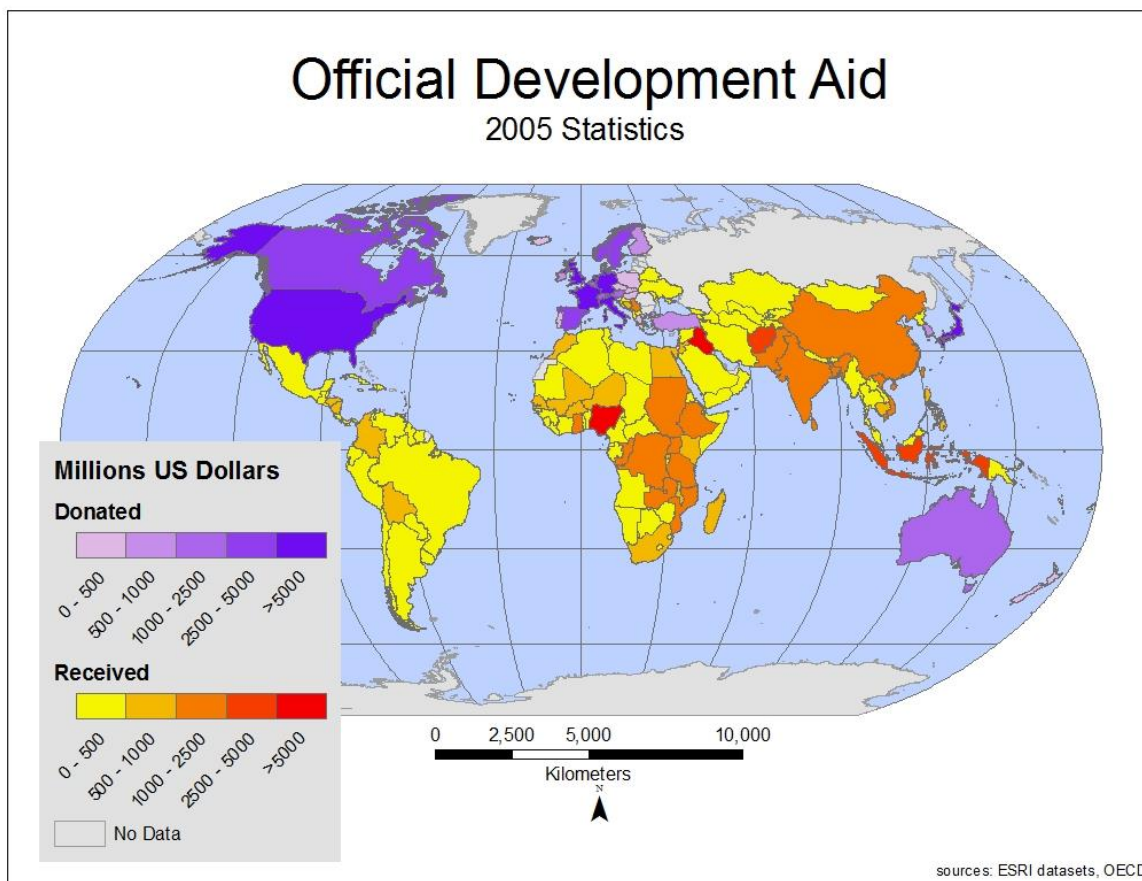 Official Development Aid
2005 Statistics
Millions US Dollars
Donated
0 - 500
500 - 1000
1000 - 2500
2500 - 5000
>5000
Received
0 - 500
500 - 1000
1000 - 2500
2500 - 5000
>5000
No Data
0 2,500 5,000 10,000
Kilometers
N
sources: ESRI datasets, OECD